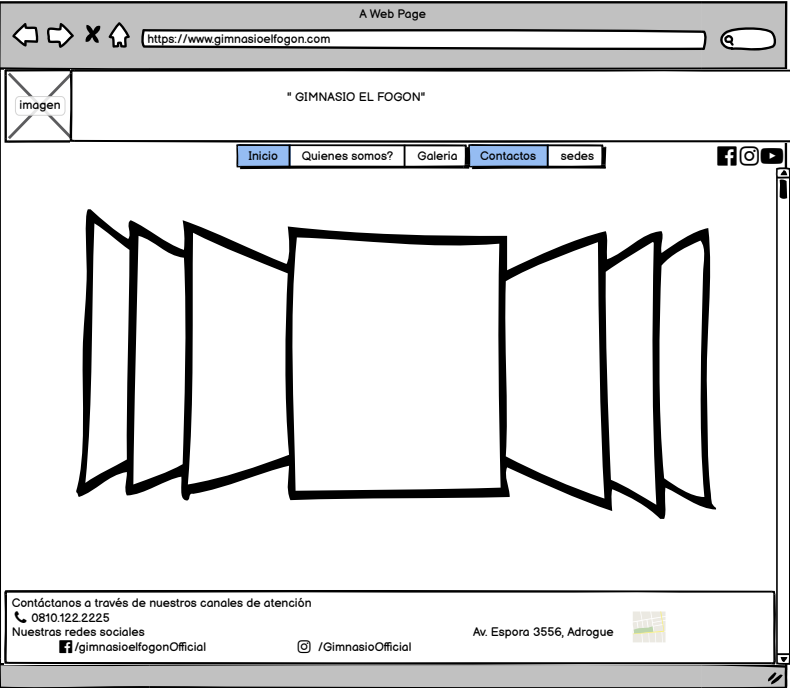 A Web Page
https://www.gimnasioelfogon.com
imagen
" GIMNASIO EL FOGON"
Inicio Quienes somos? Galeria Contactos sedes
Contáctanos a través de nuestros canales de atención
0810.122.2225
Nuestras redes sociales
Av. Espora 3556, Adrogue
/gimnasioelfogonOfficial /GimnasioOfficial